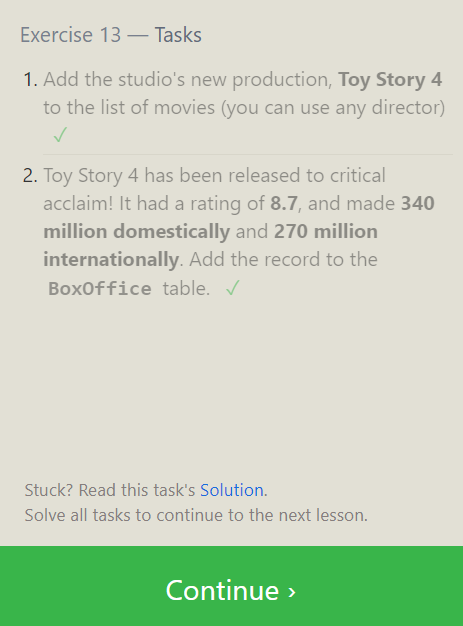 Exercise 13 — Tasks
1. Add the studio's new production, Toy Story 4
to the list of movies (you can use any director)
✓
2. Toy Story 4 has been released to critical
acclaim! It had a rating of 8.7, and made 340
million domestically and 270 million
internationally. Add the record to the
BoxOffice table. ✓
Stuck? Read this task's Solution.
Solve all tasks to continue to the next lesson.
Continue ›